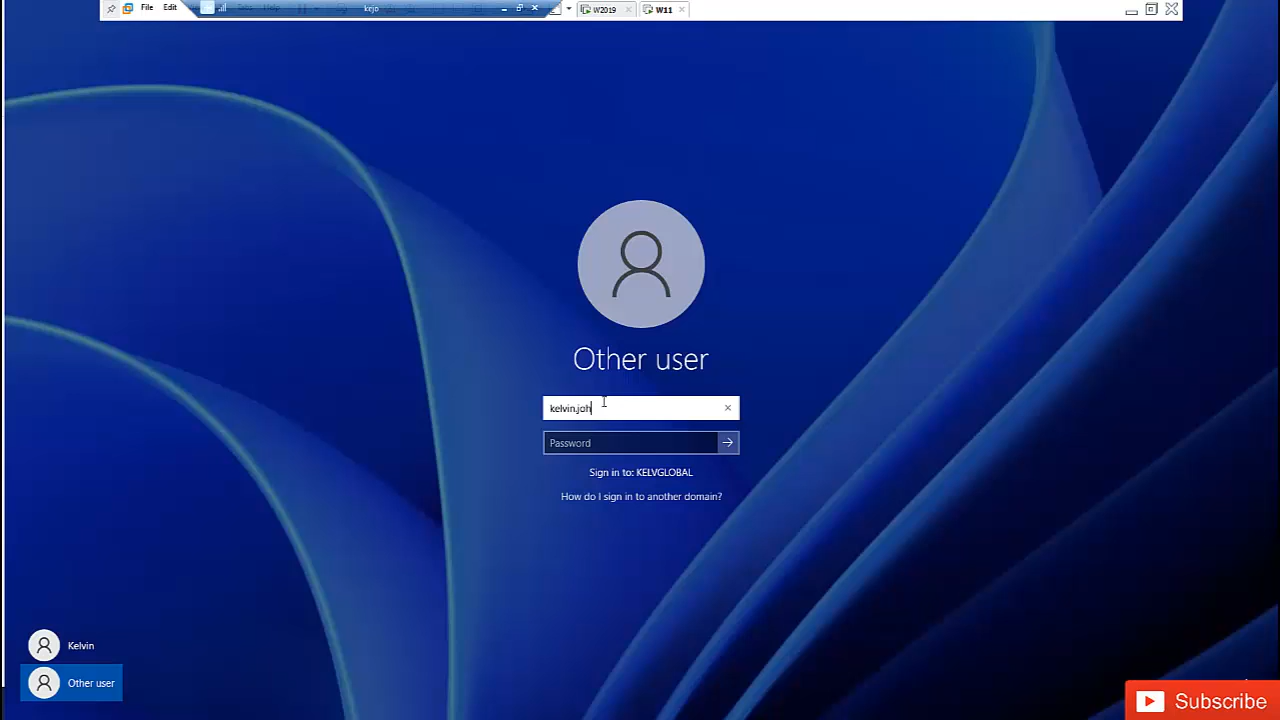 File Edit kejo W2019 W11
Other user
kelvin.joh
Password
Sign in to: KELVGLOBAL
How do I sign in to another domain?
Kelvin
Other user
Subscribe